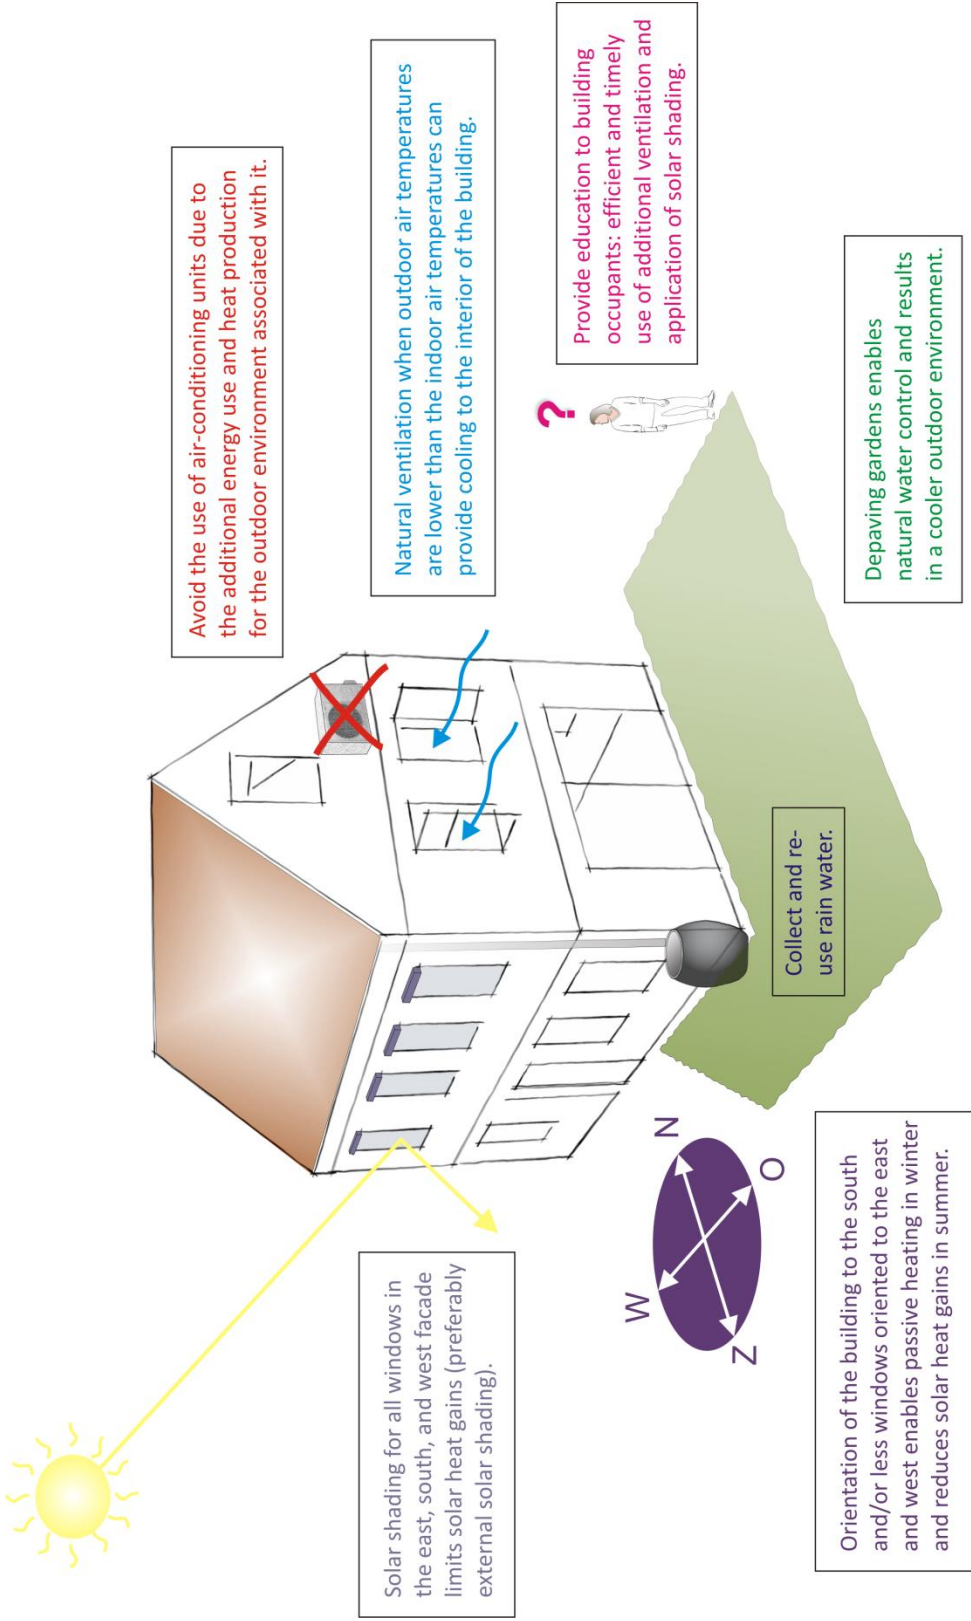 Avoid the use of air-conditioning units due to
the additional energy use and heat production
for the outdoor environment associated with it.
Solar shading for all windows in
the east, south, and west facade
limits solar heat gains (preferably
external solar shading).
Natural ventilation when outdoor air temperatures
are lower than the indoor air temperatures can
provide cooling to the interior of the building.
?
Provide education to building
occupants: efficient and timely
use of additional ventilation and
application of solar shading.
W
N
Z
O
Collect and re-
use rain water.
Orientation of the building to the south
and/or less windows oriented to the east
and west enables passive heating in winter
and reduces solar heat gains in summer.
Depaving gardens enables
natural water control and results
in a cooler outdoor environment.